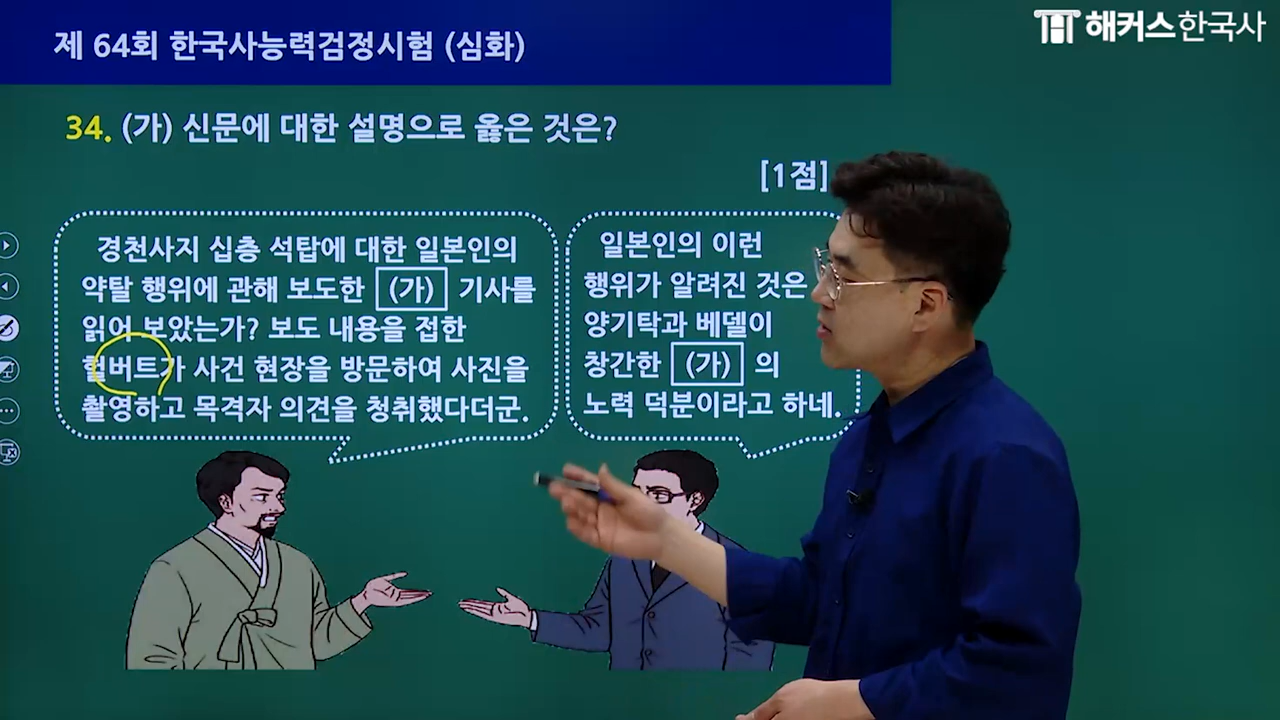 제 64회 한국사능력검정시험 (심화)
해커스한국사
34. (가) 신문에 대한 설명으로 옳은 것은?
[1점]
경천사지 십층 석탑에 대한 일본인의
약탈 행위에 관해 보도한 (가) 기사를
읽어 보았는가? 보도 내용을 접한
헐버트가 사건 현장을 방문하여 사진을
촬영하고 목격자 의견을 청취했다더군.
일본인의 이런
행위가 알려진 것은
양기탁과 베델이
창간한 (가) 의
노력 덕분이라고 하네.